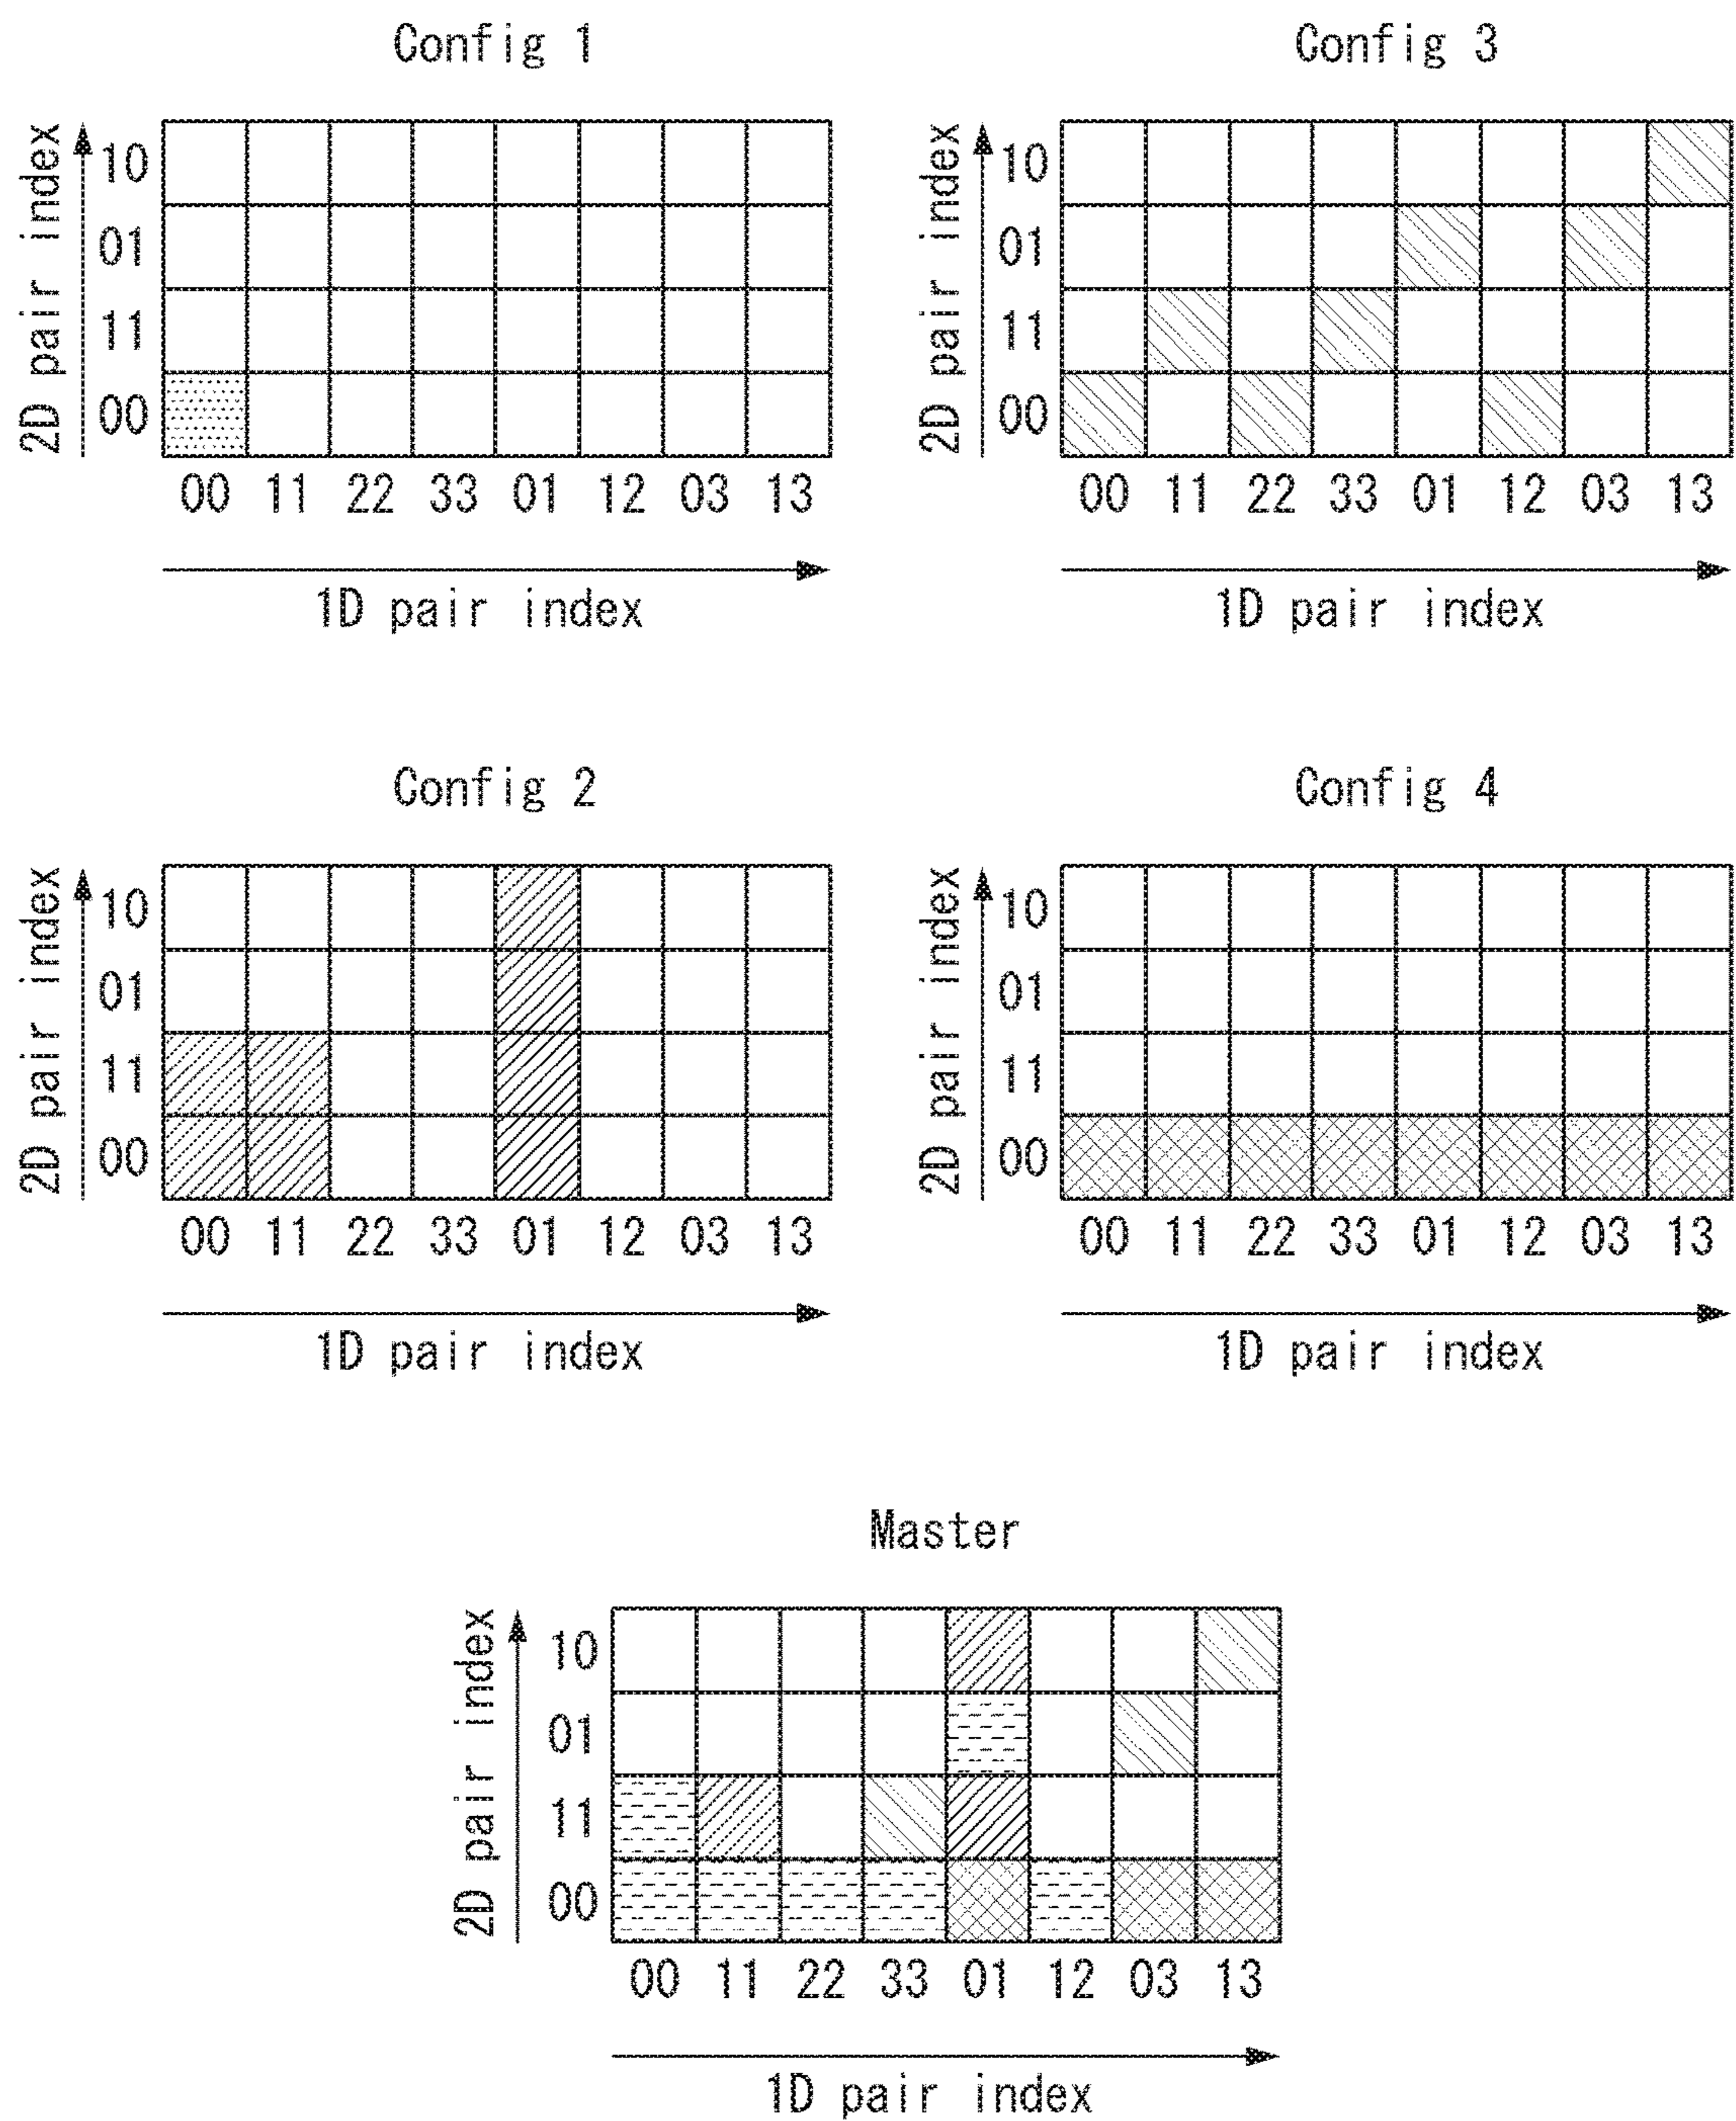 Config 1
2D pair index
10
01
11
00
00 11 22 33 01 12 03 13
1D pair index
Config 3
2D pair index
10
01
11
00
00 11 22 33 01 12 03 13
1D pair index
Config 2
2D pair index
10
01
11
00
00 11 22 33 01 12 03 13
1D pair index
Config 4
2D pair index
10
01
11
00
00 11 22 33 01 12 03 13
1D pair index
Master
2D pair index
10
01
11
00
00 11 22 33 01 12 03 13
1D pair index